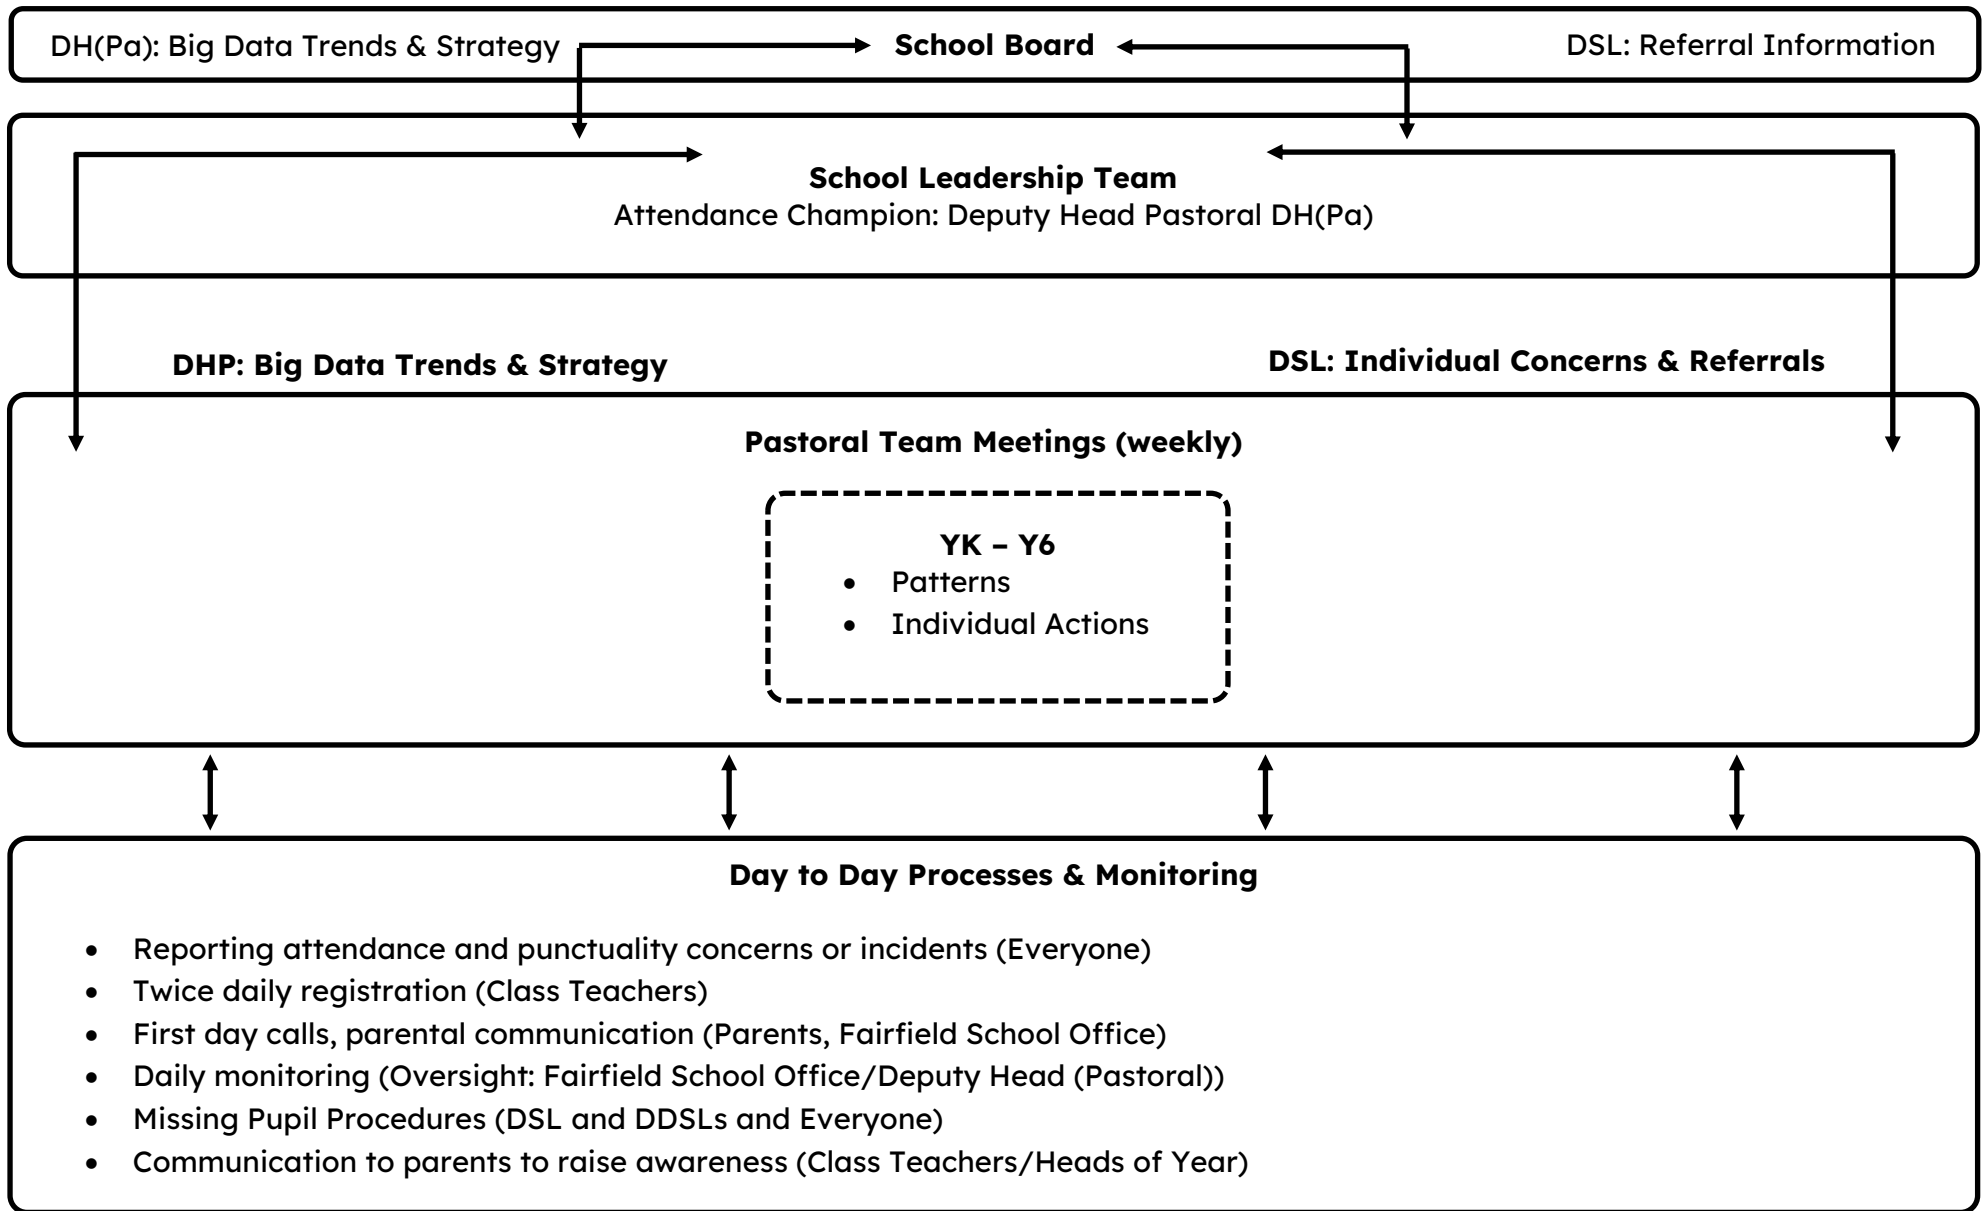 DH(Pa): Big Data Trends & Strategy
School Board
DSL: Referral Information
School Leadership Team
Attendance Champion: Deputy Head Pastoral DH(Pa)
DHP: Big Data Trends & Strategy
DSL: Individual Concerns & Referrals
Pastoral Team Meetings (weekly)
YK – Y6
• Patterns
• Individual Actions
Day to Day Processes & Monitoring
• Reporting attendance and punctuality concerns or incidents (Everyone)
• Twice daily registration (Class Teachers)
• First day calls, parental communication (Parents, Fairfield School Office)
• Daily monitoring (Oversight: Fairfield School Office/Deputy Head (Pastoral))
• Missing Pupil Procedures (DSL and DDSLs and Everyone)
• Communication to parents to raise awareness (Class Teachers/Heads of Year)